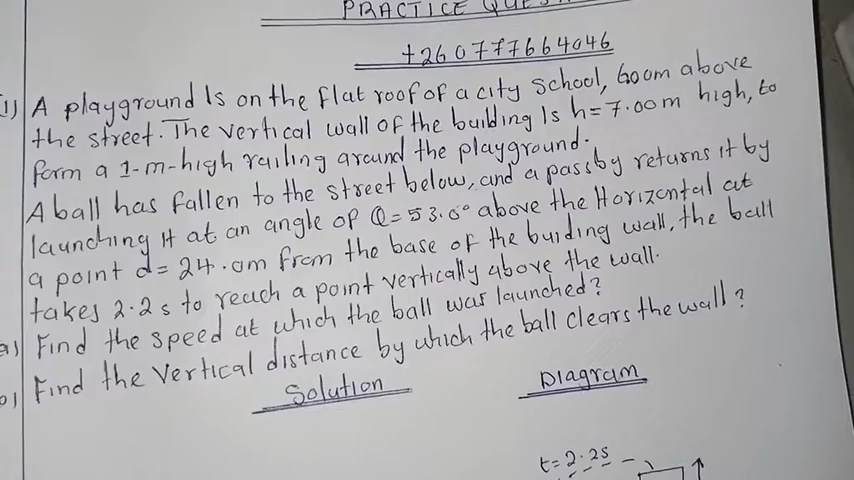 PRACTICE QUES
+260777664046
1) A playground Is on the flat roof of a city School, 600m above
the street. The vertical wall of the building Is h=7.00m high, to
form a 1-m-high railing around the playground.
A ball has fallen to the street below, and a passby returns it by
launching It at an angle of Q=53.0° above the Horizontal at
a point d=24.0m from the base of the buiding wall, the ball
takes 2.2s to reach a point vertically above the wall.
a) Find the speed at which the ball was launched?
b) Find the vertical distance by which the ball clears the wall?
Solution
Diagram
t=2.2s